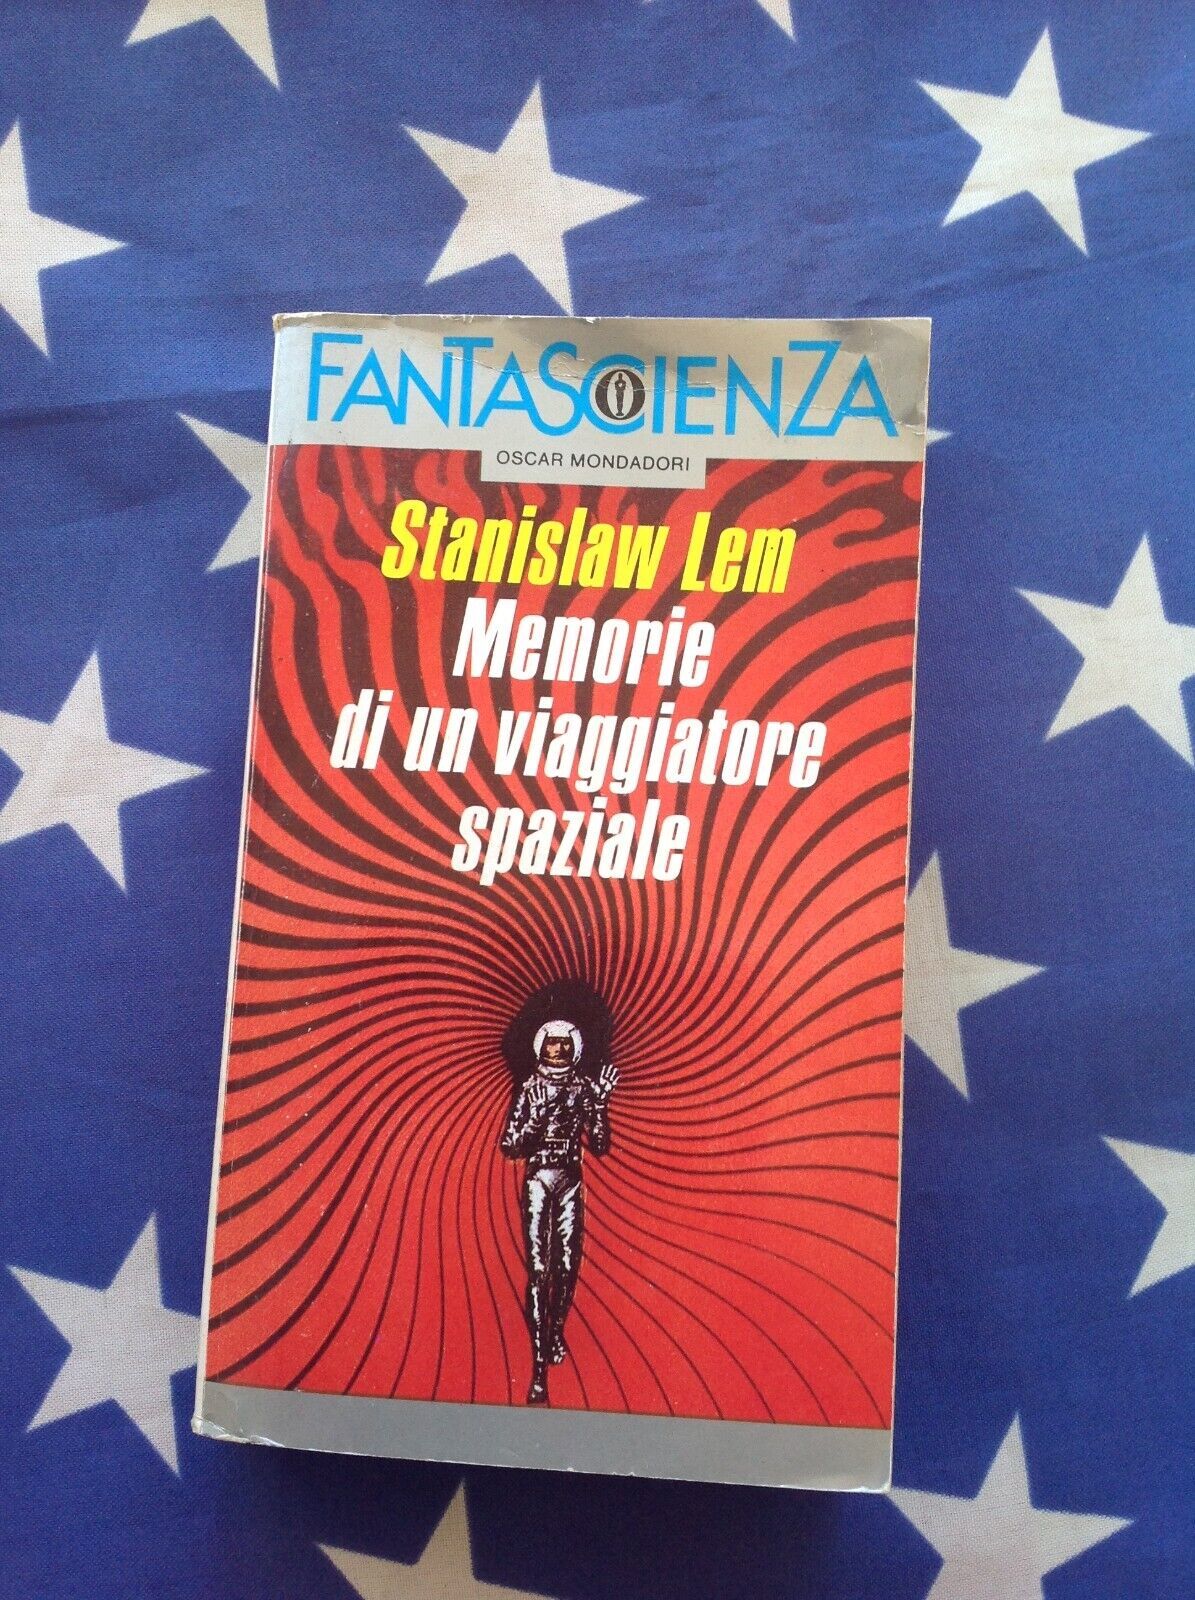 FANTASCIENZA
OSCAR MONDADORI
Stanislaw Lem
Memorie
di un viaggiatore
spaziale